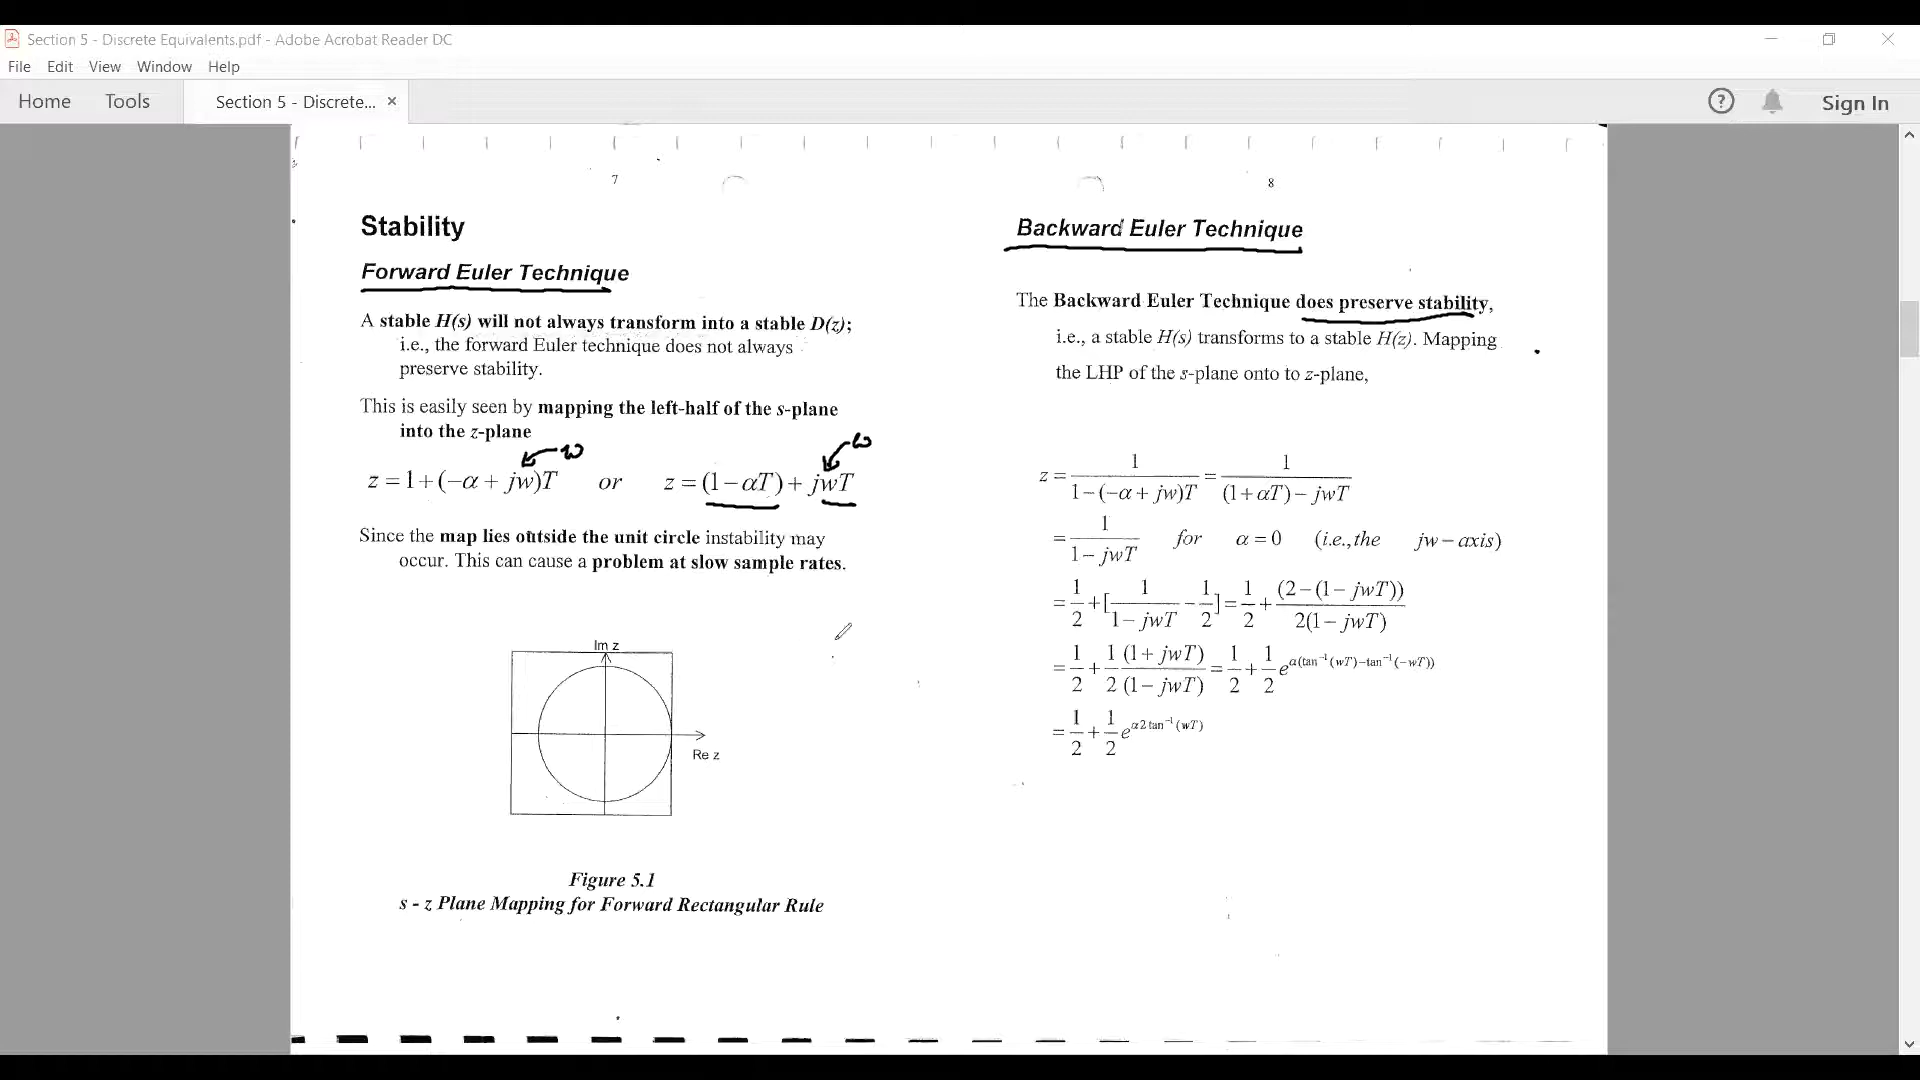 Section 5 - Discrete Equivalents.pdf - Adobe Acrobat Reader DC
File Edit View Window Help
Home Tools Section 5 - Discrete... × ? Sign In
7
Stability
Forward Euler Technique
A stable H(s) will not always transform into a stable D(z);
i.e., the forward Euler technique does not always
preserve stability.
This is easily seen by mapping the left-half of the s-plane
into the z-plane
ω ω
z = 1 + (-α + jw)T or z = (1 - αT) + jwT
Since the map lies outside the unit circle instability may
occur. This can cause a problem at slow sample rates.
Im z
Re z
Figure 5.1
s - z Plane Mapping for Forward Rectangular Rule
8
Backward Euler Technique
The Backward Euler Technique does preserve stability,
i.e., a stable H(s) transforms to a stable H(z). Mapping
the LHP of the s-plane onto to z-plane,
z = 1/(1 - (-α + jw)T) = 1/((1 + αT) - jwT)
= 1/(1 - jwT) for α = 0 (i.e., the jw - axis)
= 1/2 + [1/(1 - jwT) - 1/2] = 1/2 + (2 - (1 - jwT))/(2(1 - jwT))
= 1/2 + 1/2 (1 + jwT)/(1 - jwT) = 1/2 + 1/2 e^(α(tan⁻¹(wT) - tan⁻¹(-wT)))
= 1/2 + 1/2 e^(α2 tan⁻¹(wT))